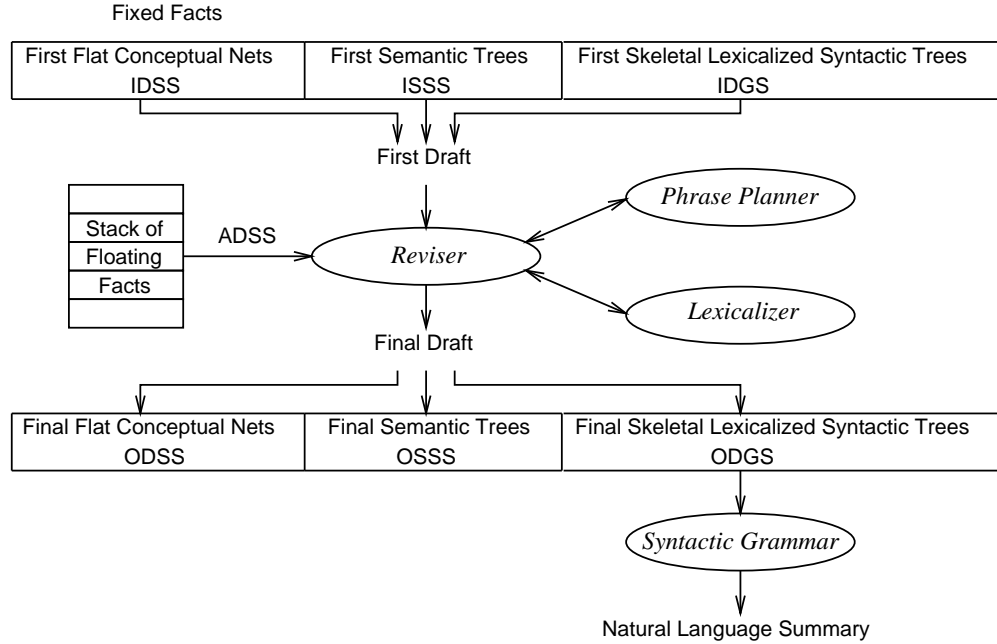 Fixed Facts
First Flat Conceptual Nets
IDSS
First Semantic Trees
ISSS
First Skeletal Lexicalized Syntactic Trees
IDGS
First Draft
Stack of
Floating
Facts
ADSS
Reviser
Phrase Planner
Lexicalizer
Final Draft
Final Flat Conceptual Nets
ODSS
Final Semantic Trees
OSSS
Final Skeletal Lexicalized Syntactic Trees
ODGS
Syntactic Grammar
Natural Language Summary